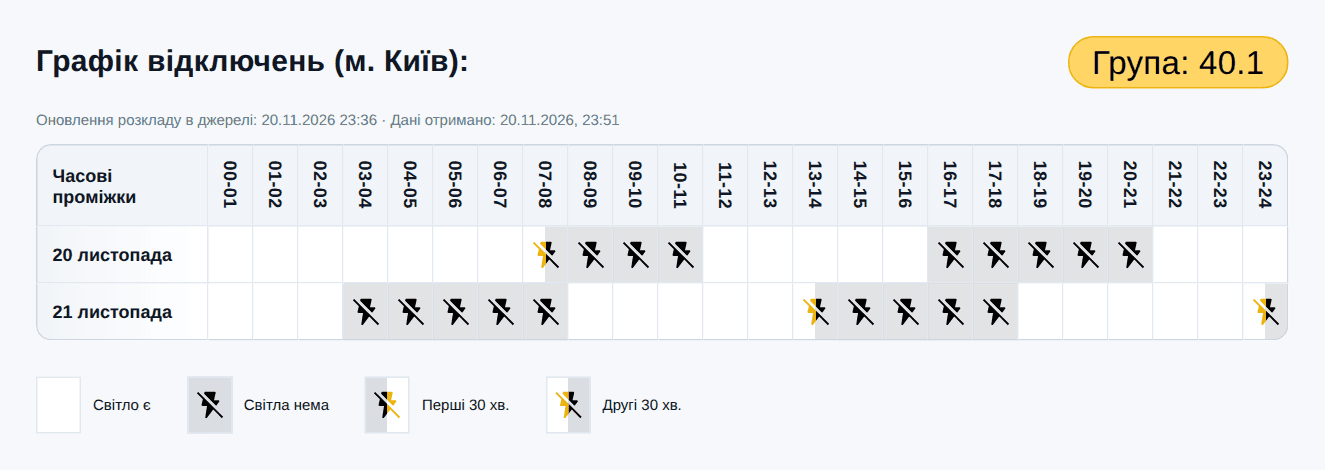 Графік відключень (м. Київ):
Група: 40.1
Оновлення розкладу в джерелі: 20.11.2026 23:36 · Дані отримано: 20.11.2026, 23:51
Часові
проміжки
00-01 01-02 02-03 03-04 04-05 05-06 06-07 07-08 08-09 09-10 10-11 11-12 12-13 13-14 14-15 15-16 16-17 17-18 18-19 19-20 20-21 21-22 22-23 23-24
20 листопада
21 листопада
Світло є
Світла нема
Перші 30 хв.
Другі 30 хв.